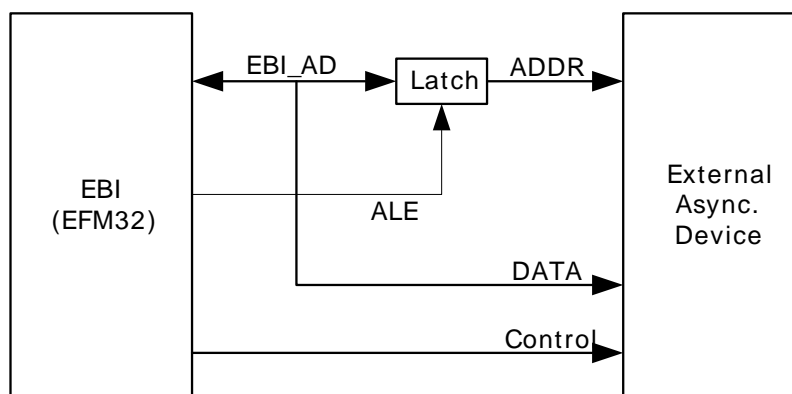 EBI_AD
Latch
ADDR
EBI
(EFM32)
ALE
External
Async.
Device
DATA
Control